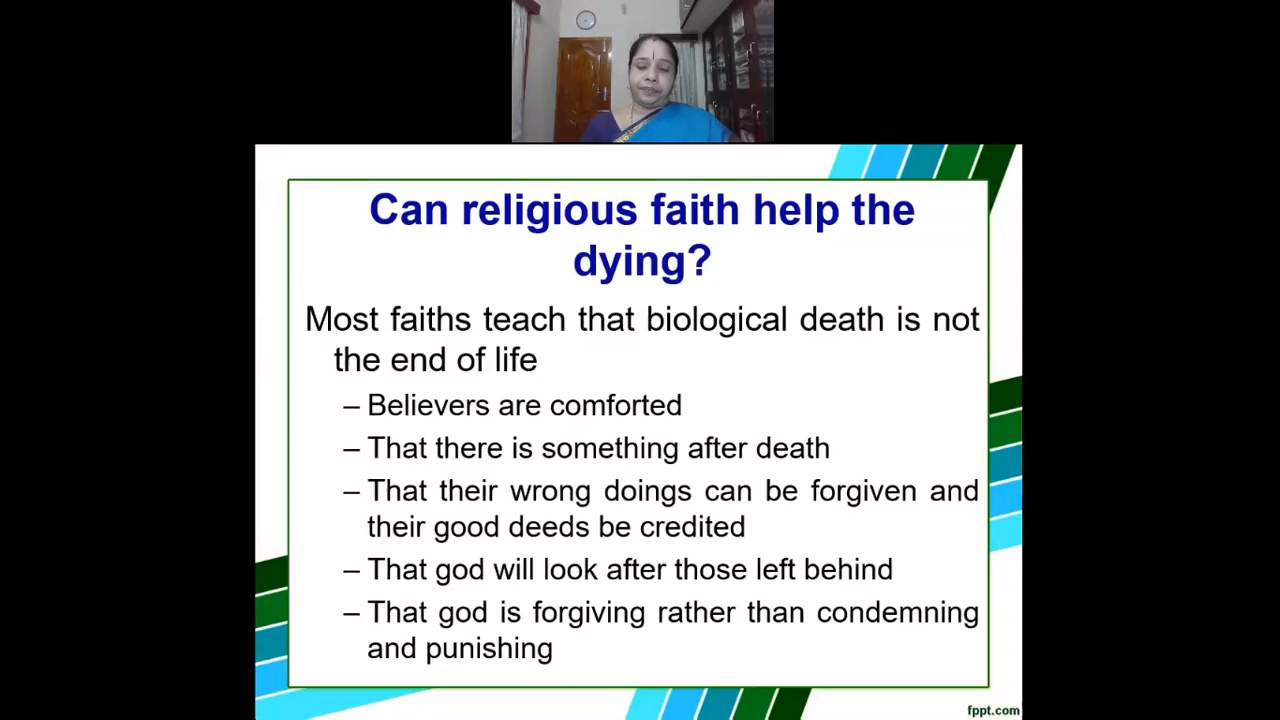 Can religious faith help the
dying?
Most faiths teach that biological death is not
the end of life
– Believers are comforted
– That there is something after death
– That their wrong doings can be forgiven and
their good deeds be credited
– That god will look after those left behind
– That god is forgiving rather than condemning
and punishing
fppt.com